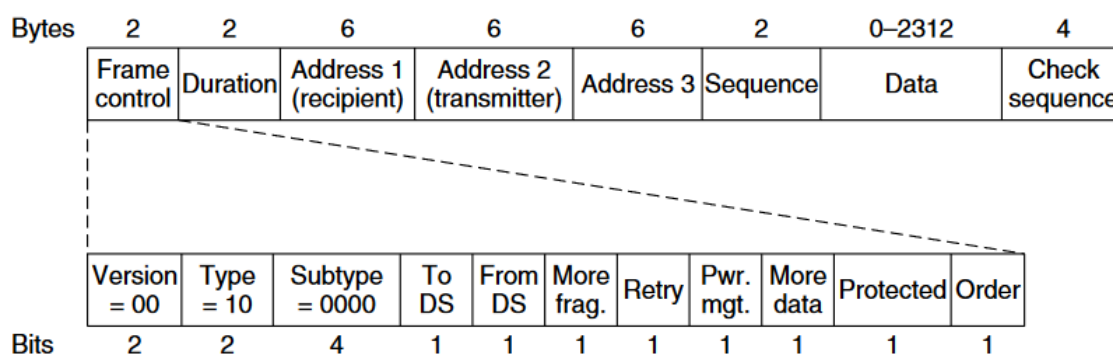 Bytes 2 2 6 6 6 2 0–2312 4
Frame control Duration Address 1 (recipient) Address 2 (transmitter) Address 3 Sequence Data Check sequence
Version = 00 Type = 10 Subtype = 0000 To DS From DS More frag. Retry Pwr. mgt. More data Protected Order
Bits 2 2 4 1 1 1 1 1 1 1 1